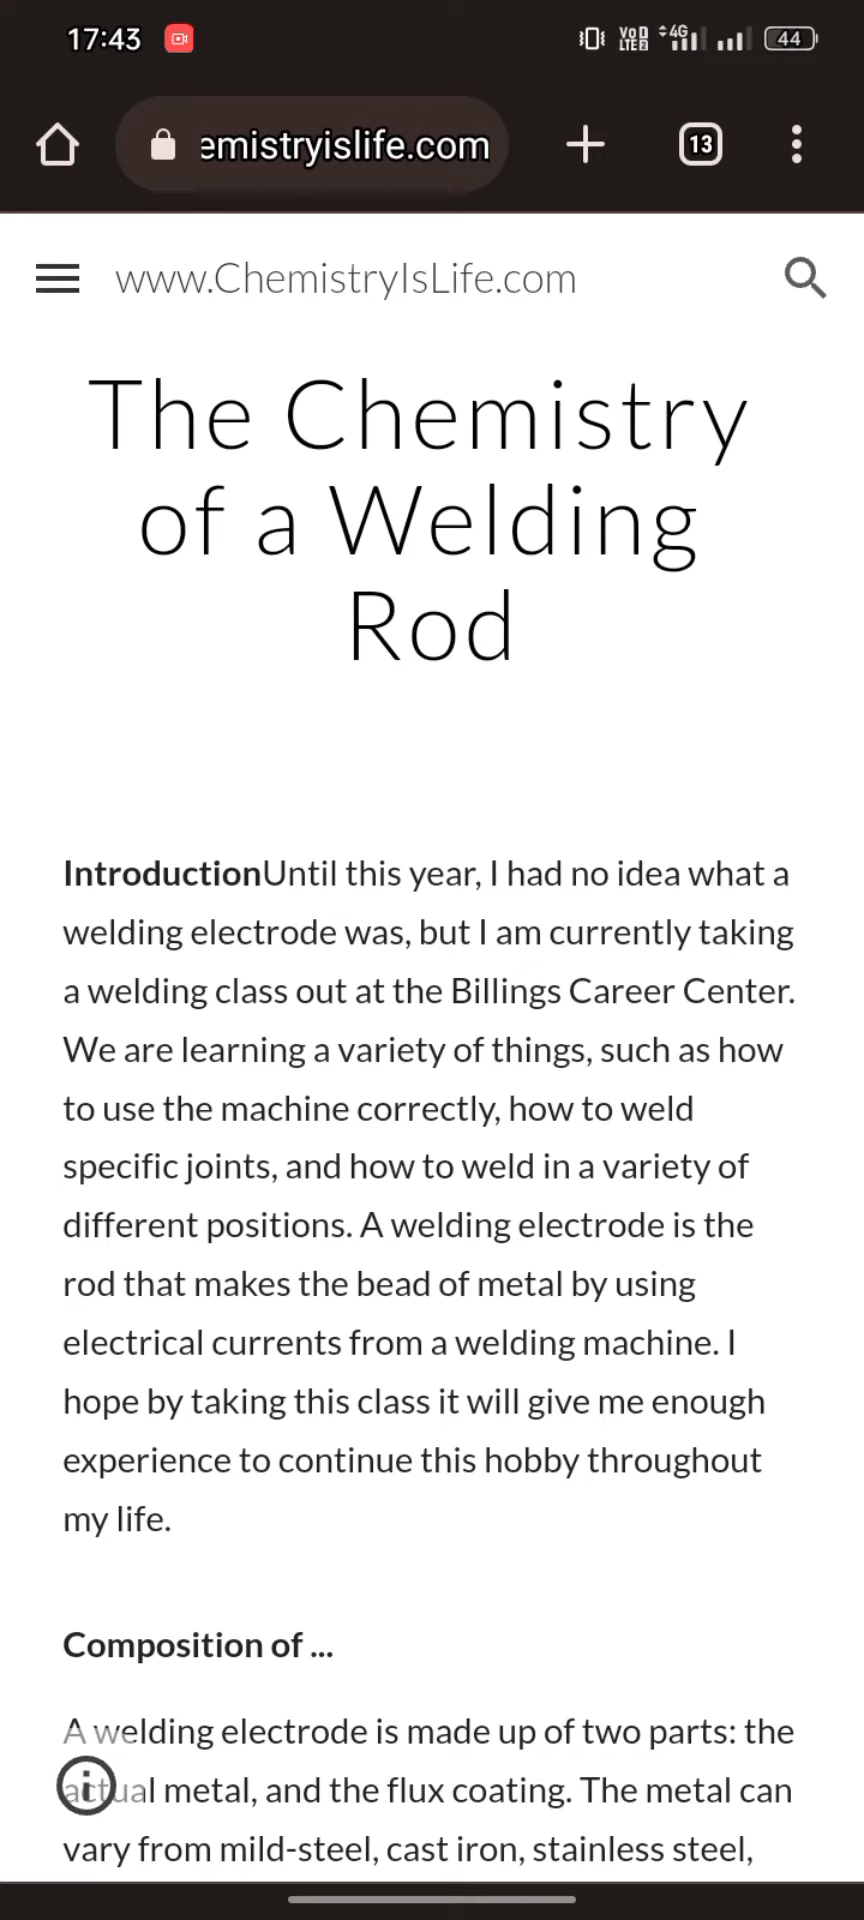 17:43
VoD LTE2 4G 44
emistryislife.com
13
www.ChemistryIsLife.com
The Chemistry
of a Welding
Rod
IntroductionUntil this year, I had no idea what a
welding electrode was, but I am currently taking
a welding class out at the Billings Career Center.
We are learning a variety of things, such as how
to use the machine correctly, how to weld
specific joints, and how to weld in a variety of
different positions. A welding electrode is the
rod that makes the bead of metal by using
electrical currents from a welding machine. I
hope by taking this class it will give me enough
experience to continue this hobby throughout
my life.
Composition of ...
A welding electrode is made up of two parts: the
actual metal, and the flux coating. The metal can
vary from mild-steel, cast iron, stainless steel,